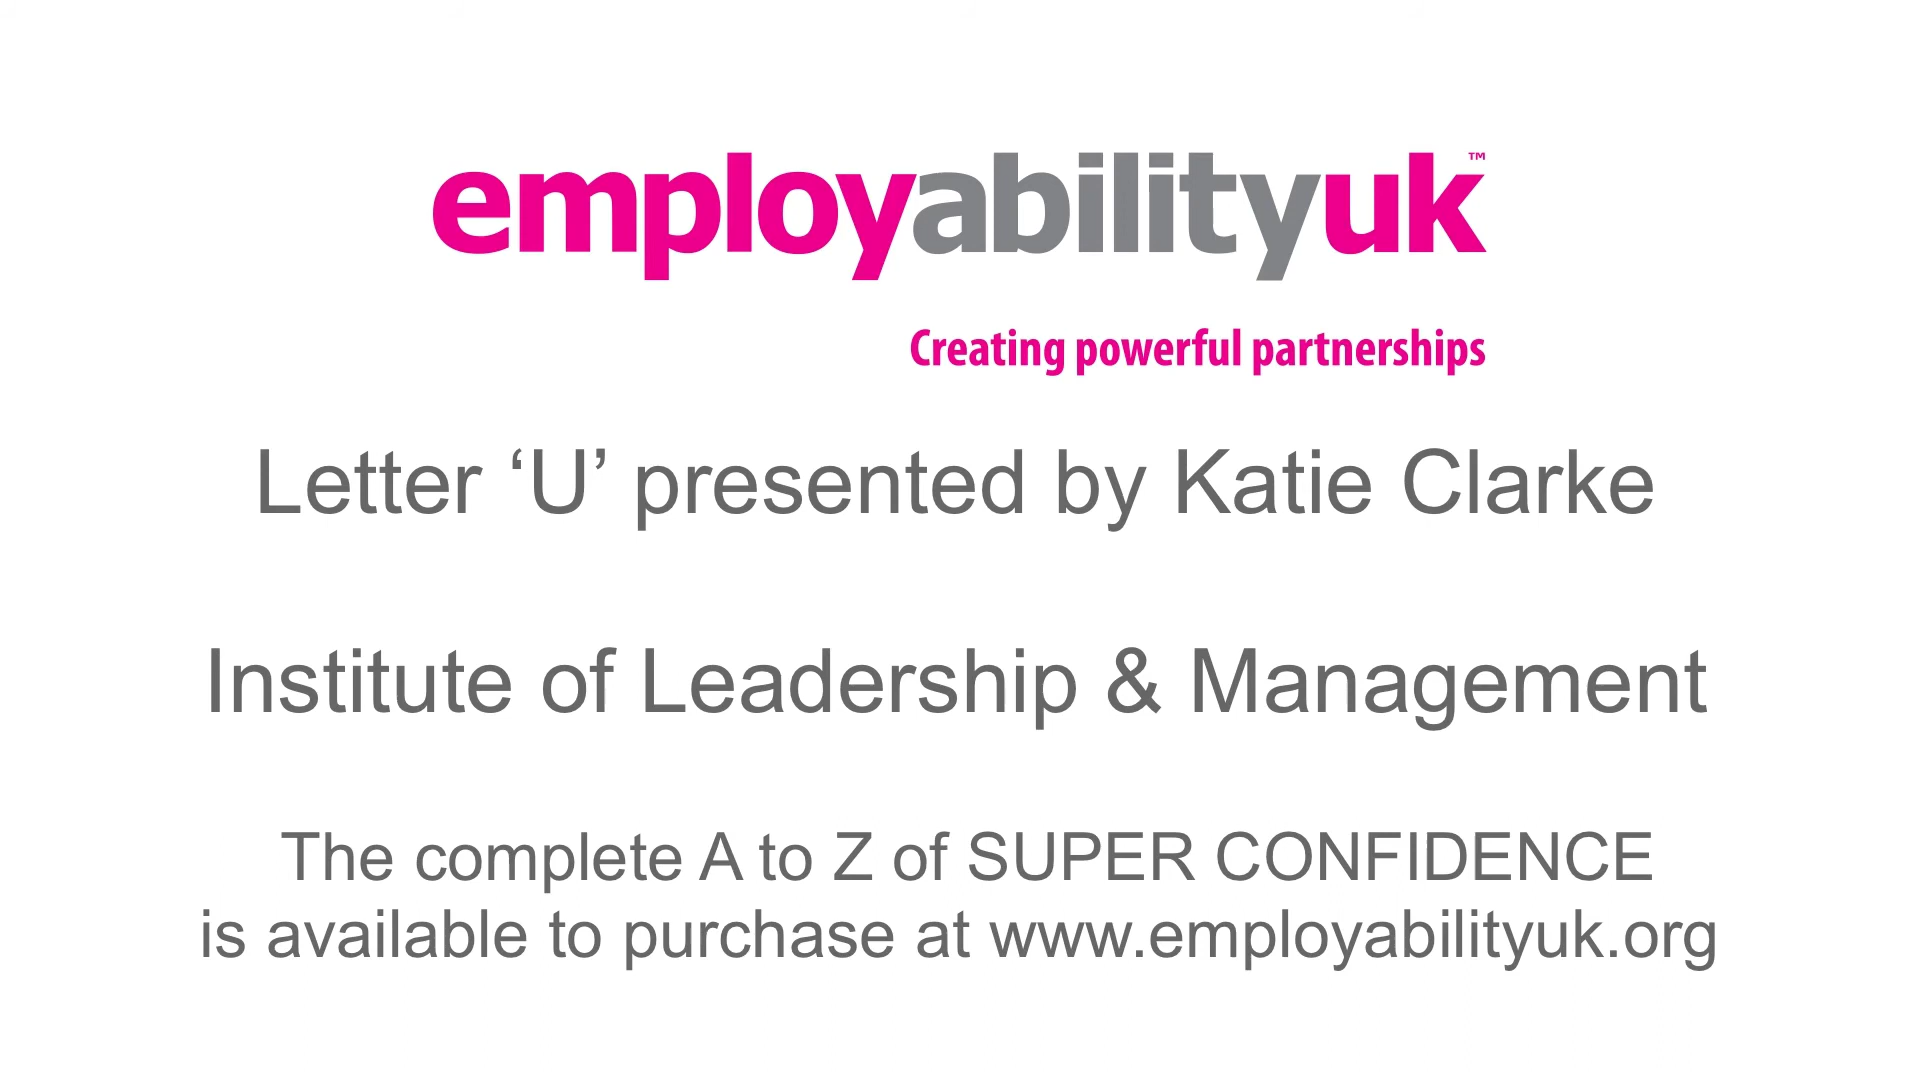 employabilityuk™
Creating powerful partnerships
Letter ‘U’ presented by Katie Clarke
Institute of Leadership & Management
The complete A to Z of SUPER CONFIDENCE
is available to purchase at www.employabilityuk.org